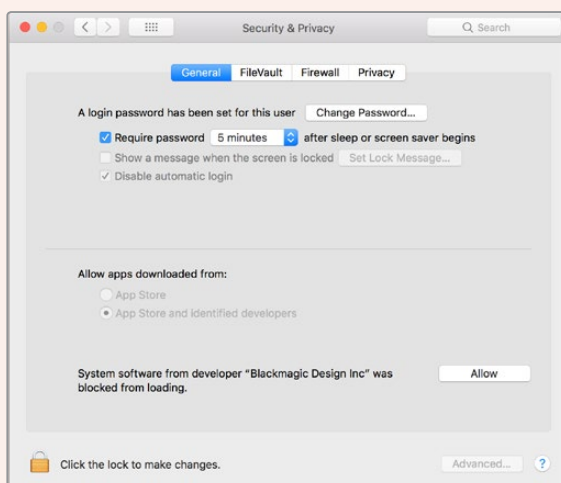 Security & Privacy
Search
General FileVault Firewall Privacy
A login password has been set for this user Change Password...
Require password 5 minutes after sleep or screen saver begins
Show a message when the screen is locked Set Lock Message...
Disable automatic login
Allow apps downloaded from:
App Store
App Store and identified developers
System software from developer “Blackmagic Design Inc” was
blocked from loading.
Allow
Click the lock to make changes.
Advanced... ?